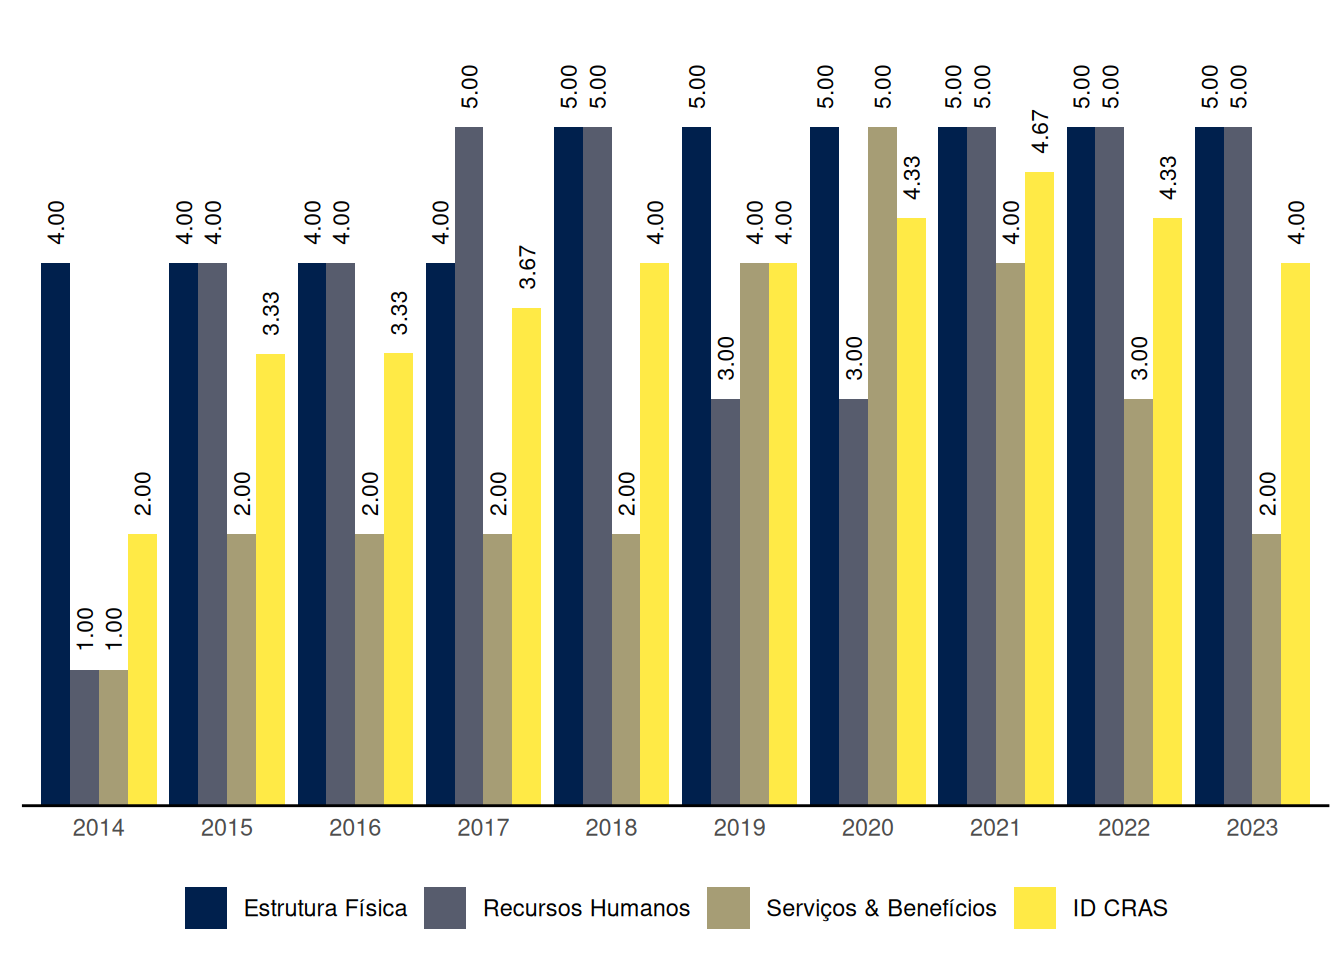 4.00 1.00 1.00 2.00
4.00 4.00 2.00 3.33
4.00 4.00 2.00 3.33
4.00 5.00 2.00 3.67
5.00 5.00 2.00 4.00
5.00 3.00 4.00 4.00
5.00 3.00 5.00 4.33
5.00 5.00 4.00 4.67
5.00 5.00 3.00 4.33
5.00 5.00 2.00 4.00
2014 2015 2016 2017 2018 2019 2020 2021 2022 2023
Estrutura Física Recursos Humanos Serviços & Benefícios ID CRAS